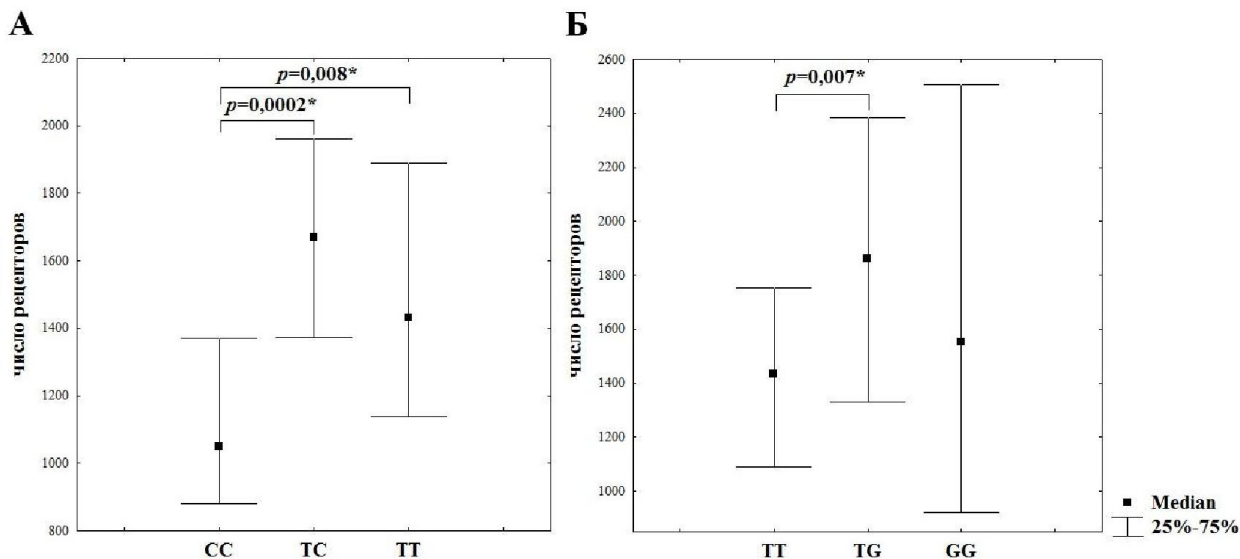 А
Б
2200
2000
1800
1600
1400
1200
1000
800
число рецепторов
p=0,008*
p=0,0002*
CC
TC
TT
2600
2400
2200
2000
1800
1600
1400
1200
1000
число рецепторов
p=0,007*
TT
TG
GG
Median
25%-75%